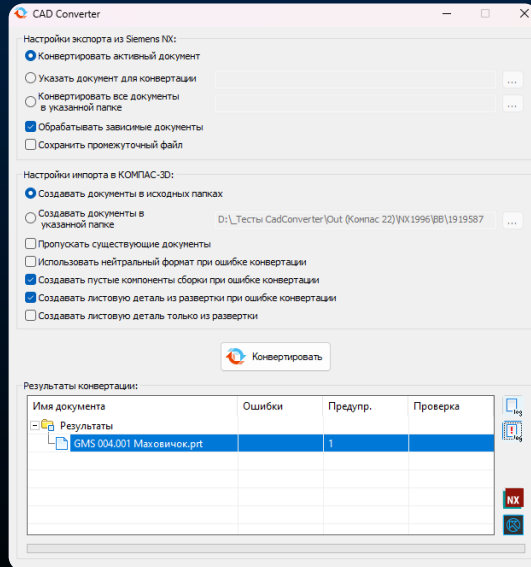 CAD Converter
Настройки экспорта из Siemens NX:
Конвертировать активный документ
Указать документ для конвертации
...
Конвертировать все документы
в указанной папке
...
Обрабатывать зависимые документы
Сохранить промежуточный файл
Настройки импорта в КОМПАС-3D:
Создавать документы в исходных папках
Создавать документы в
указанной папке
D:\_Тесты CadConverter\Out (Компас 22)\NX1996\BB\1919587
...
Пропускать существующие документы
Использовать нейтральный формат при ошибке конвертации
Создавать пустые компоненты сборки при ошибке конвертации
Создавать листовую деталь из развертки при ошибке конвертации
Создавать листовую деталь только из развертки
Конвертировать
Результаты конвертации:
Имя документа Ошибки Предупр. Проверка
log
Результаты
log
GMS 004.001 Маховичок.prt 1
NX